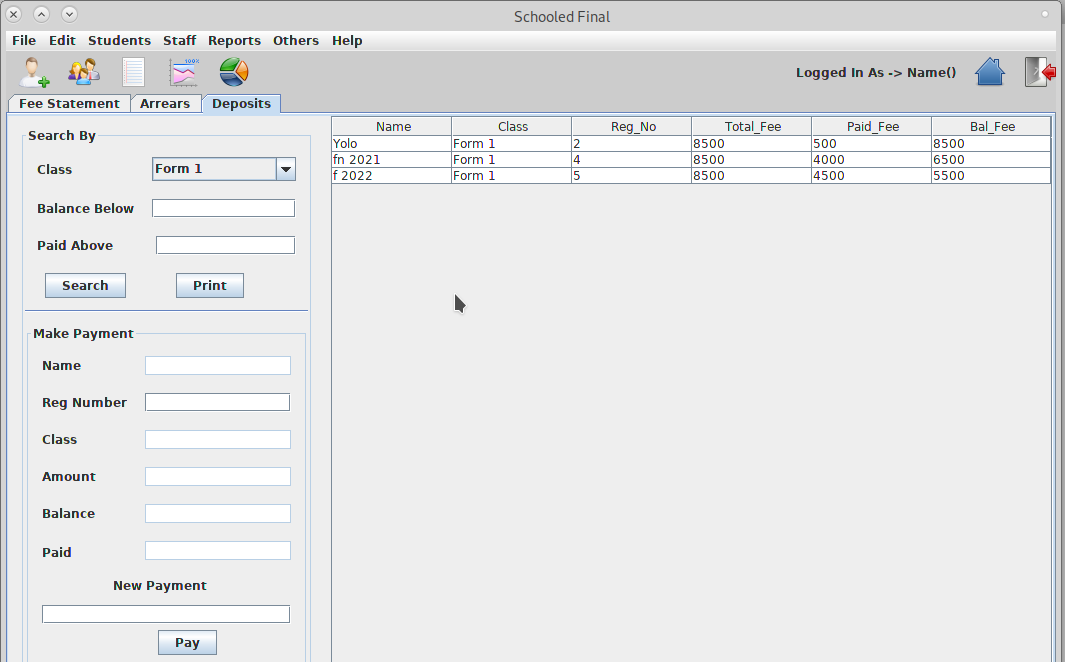 Schooled Final
File Edit Students Staff Reports Others Help
100%
Logged In As -> Name()
Fee Statement Arrears Deposits
Search By
Class Form 1
Balance Below
Paid Above
Search Print
Make Payment
Name
Reg Number
Class
Amount
Balance
Paid
New Payment
Pay
Name Class Reg_No Total_Fee Paid_Fee Bal_Fee
Yolo Form 1 2 8500 500 8500
fn 2021 Form 1 4 8500 4000 6500
f 2022 Form 1 5 8500 4500 5500